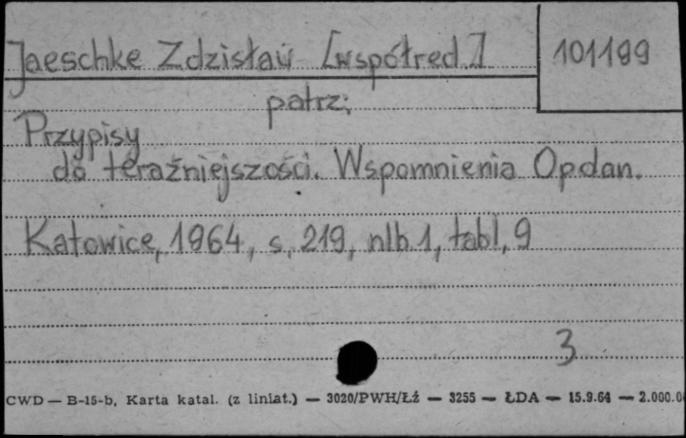 Jaeschke Zdzisław [współred.] 101199
patrz:
Przypisy
do teraźniejszości. Wspomnienia Opdan.
Katowice, 1964, s. 219, nlb 1, tabl. 9
3
CWD — B-15-b, Karta katal. (z liniat.) — 3020/PWH/Łź — 3255 — ŁDA — 15.9.64 — 2.000.0